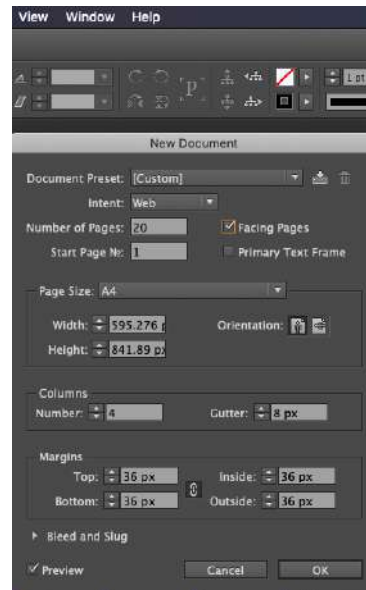 View Window Help
P 1 pt
New Document
Document Preset: [Custom]
Intent: Web
Number of Pages: 20 Facing Pages
Start Page №: 1 Primary Text Frame
Page Size: A4
Width: 595.276 Orientation:
Height: 841.89 px
Columns
Number: 4 Gutter: 8 px
Margins
Top: 36 px Inside: 36 px
Bottom: 36 px Outside: 36 px
Bleed and Slug
Preview Cancel OK